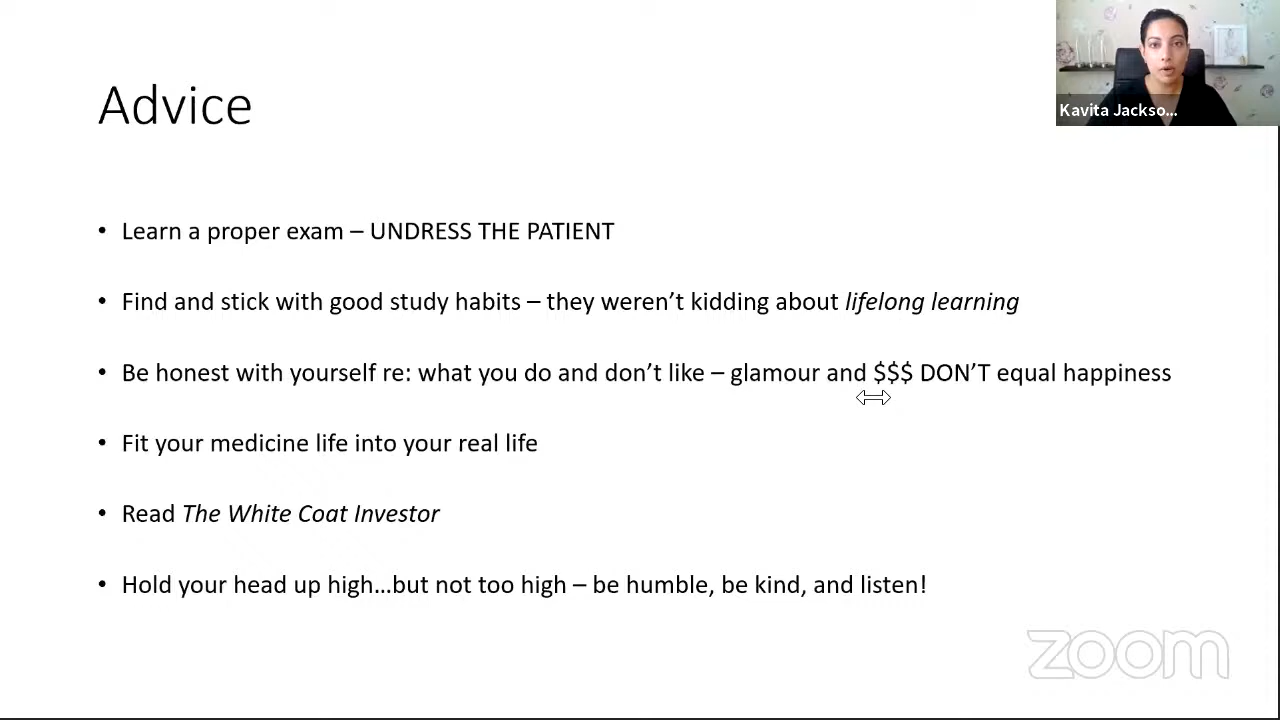 Kavita Jackso...
Advice
• Learn a proper exam – UNDRESS THE PATIENT
• Find and stick with good study habits – they weren’t kidding about lifelong learning
• Be honest with yourself re: what you do and don’t like – glamour and $$$ DON’T equal happiness
• Fit your medicine life into your real life
• Read The White Coat Investor
• Hold your head up high…but not too high – be humble, be kind, and listen!
zoom